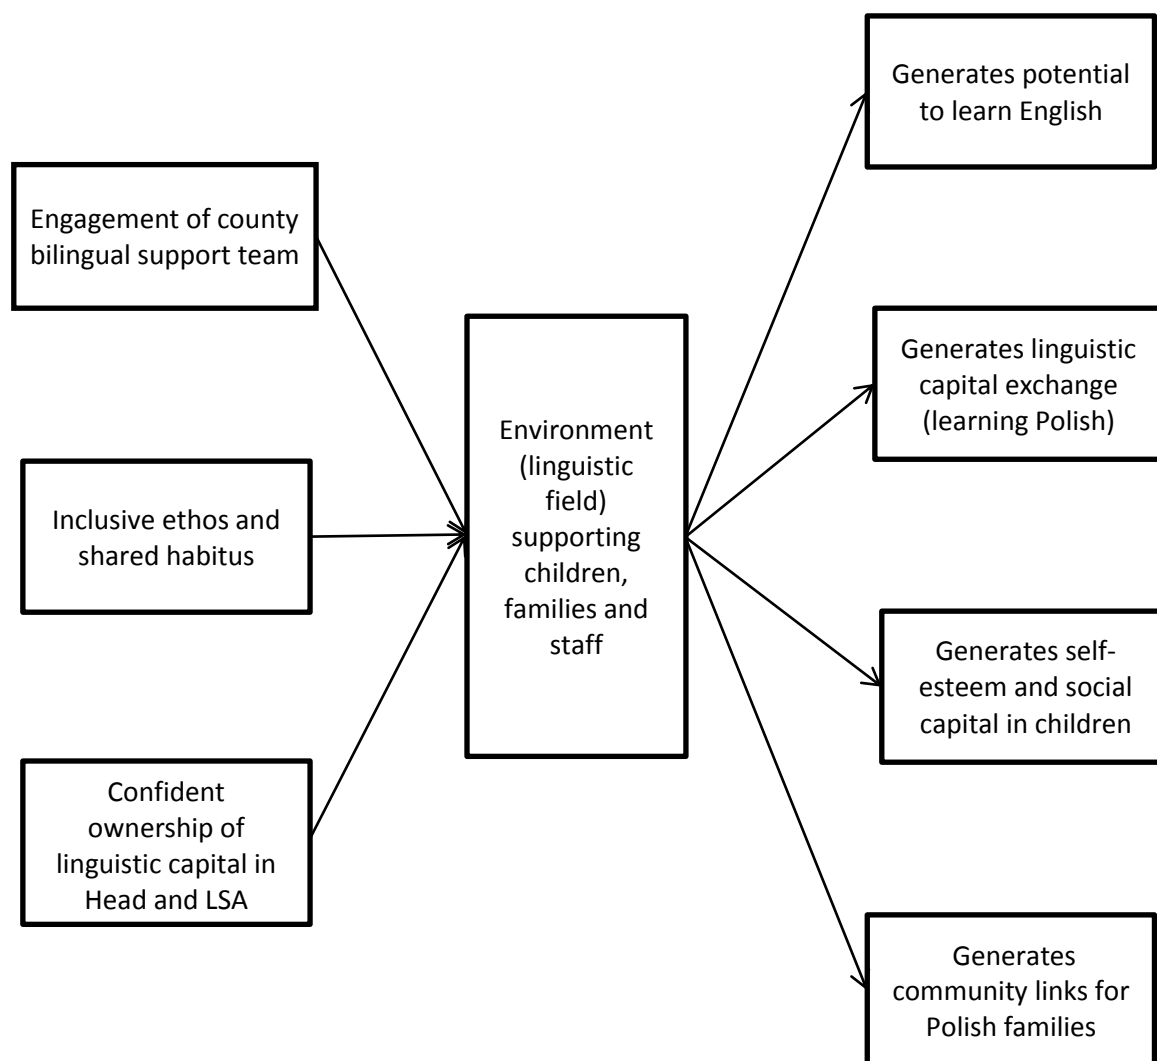 Engagement of county
bilingual support team
Inclusive ethos and
shared habitus
Confident
ownership of
linguistic capital in
Head and LSA
Environment
(linguistic
field)
supporting
children,
families and
staff
Generates potential
to learn English
Generates linguistic
capital exchange
(learning Polish)
Generates self-
esteem and social
capital in children
Generates
community links for
Polish families